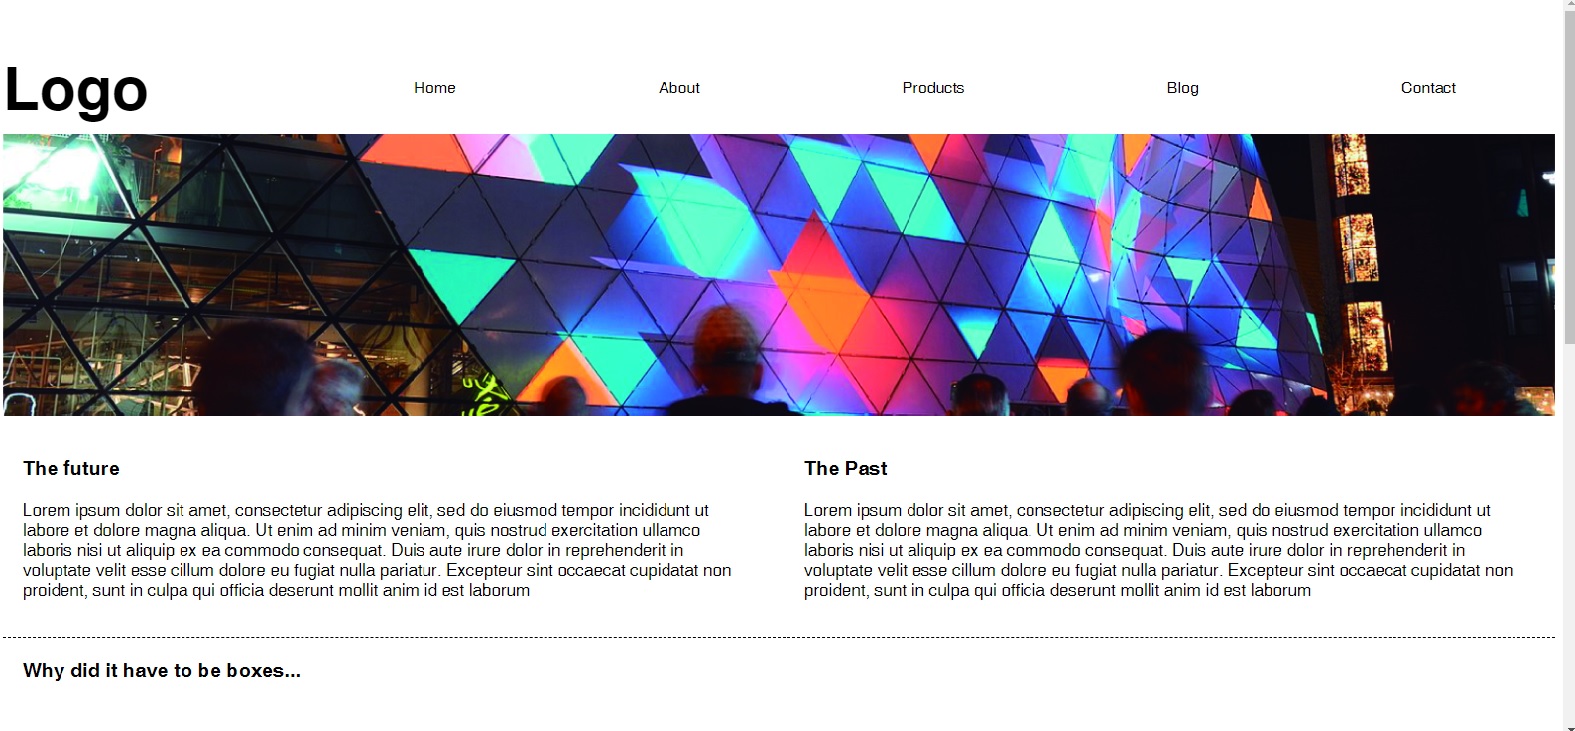 Logo
Home About Products Blog Contact
The future
Lorem ipsum dolor sit amet, consectetur adipiscing elit, sed do eiusmod tempor incididunt ut
labore et dolore magna aliqua. Ut enim ad minim veniam, quis nostrud exercitation ullamco
laboris nisi ut aliquip ex ea commodo consequat. Duis aute irure dolor in reprehenderit in
voluptate velit esse cillum dolore eu fugiat nulla pariatur. Excepteur sint occaecat cupidatat non
proident, sunt in culpa qui officia deserunt mollit anim id est laborum
The Past
Lorem ipsum dolor sit amet, consectetur adipiscing elit, sed do eiusmod tempor incididunt ut
labore et dolore magna aliqua. Ut enim ad minim veniam, quis nostrud exercitation ullamco
laboris nisi ut aliquip ex ea commodo consequat. Duis aute irure dolor in reprehenderit in
voluptate velit esse cillum dolore eu fugiat nulla pariatur. Excepteur sint occaecat cupidatat non
proident, sunt in culpa qui officia deserunt mollit anim id est laborum
Why did it have to be boxes...